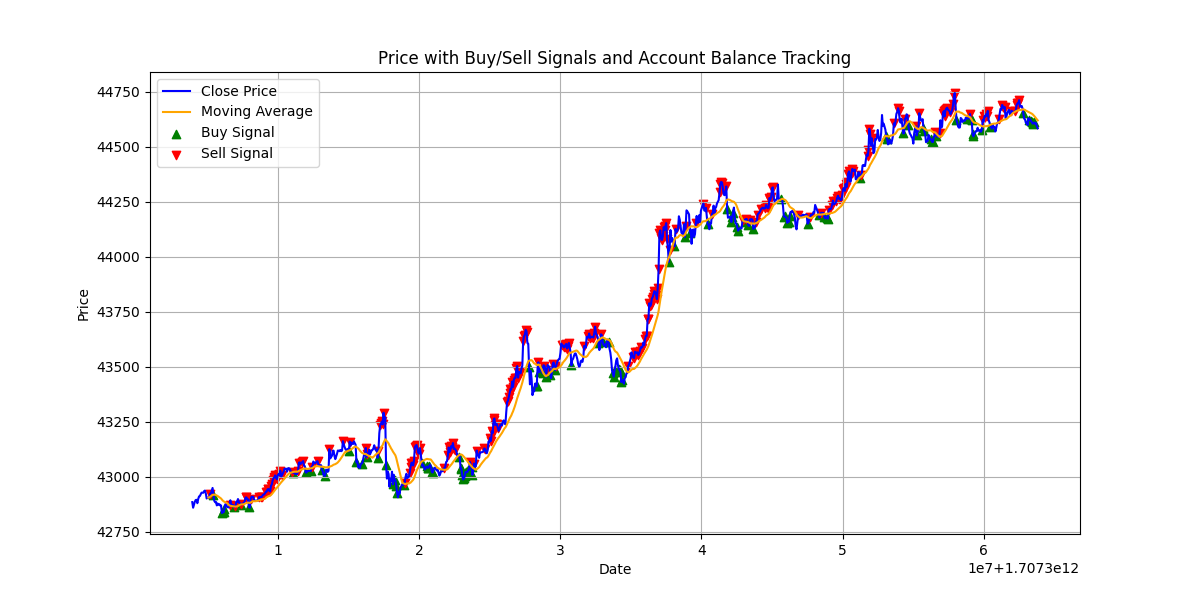 Price with Buy/Sell Signals and Account Balance Tracking
Close Price
Moving Average
Buy Signal
Sell Signal
44750
44500
44250
44000
43750
43500
43250
43000
42750
Price
1 2 3 4 5 6
Date
1e7+1.7073e12